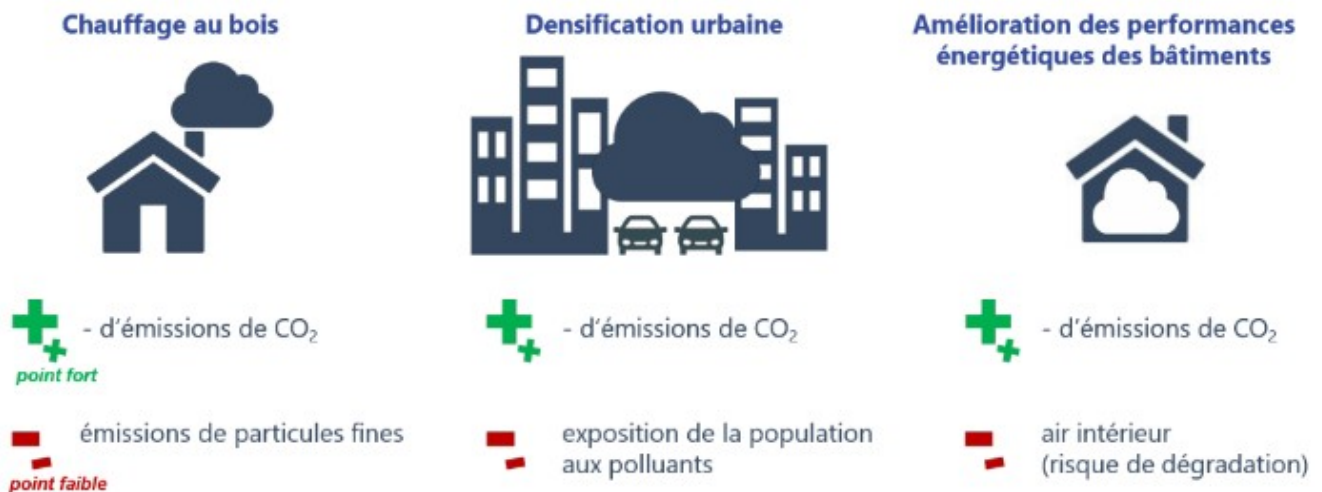 Chauffage au bois
Densification urbaine
Amélioration des performances
énergétiques des bâtiments
- d'émissions de CO₂
point fort
- d'émissions de CO₂
- d'émissions de CO₂
émissions de particules fines
point faible
exposition de la population
aux polluants
air intérieur
(risque de dégradation)